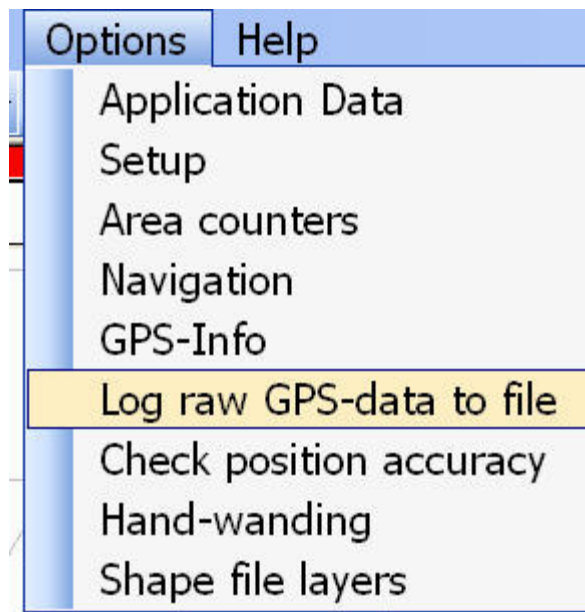 Options Help
Application Data
Setup
Area counters
Navigation
GPS-Info
Log raw GPS-data to file
Check position accuracy
Hand-wanding
Shape file layers